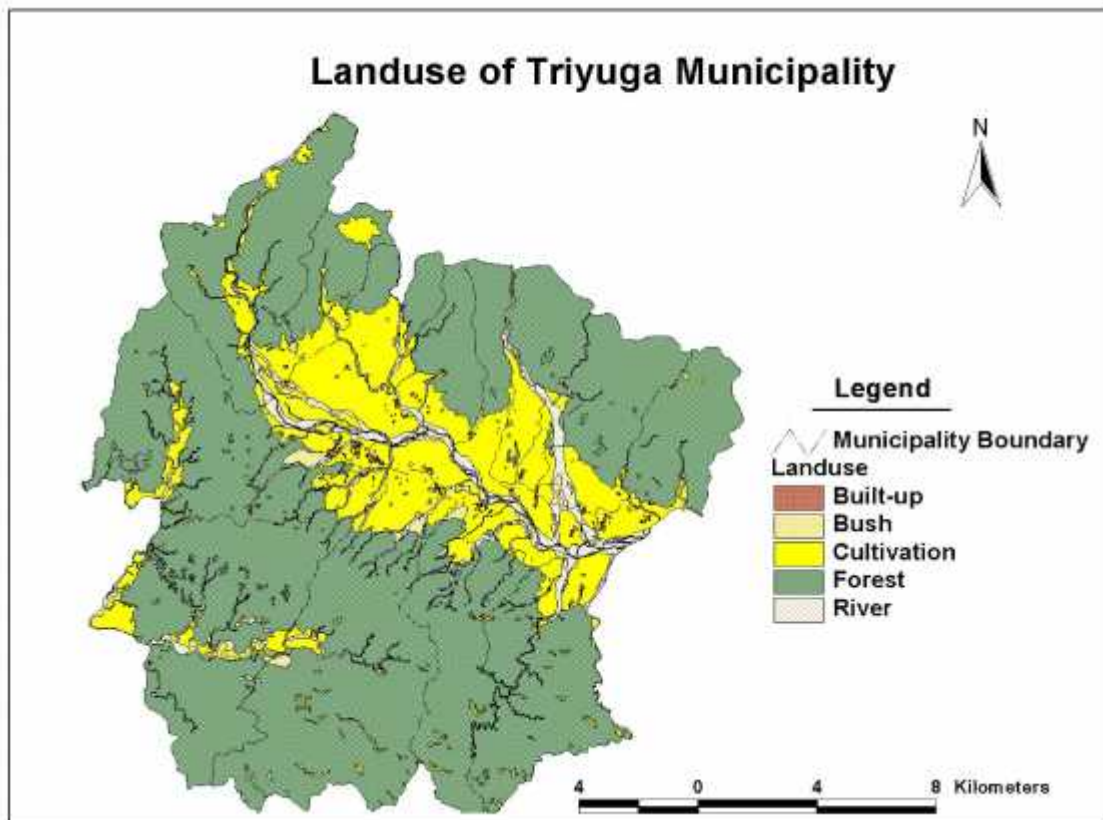 Landuse of Triyuga Municipality
N
Legend
Municipality Boundary
Landuse
Built-up
Bush
Cultivation
Forest
River
4 0 4 8 Kilometers